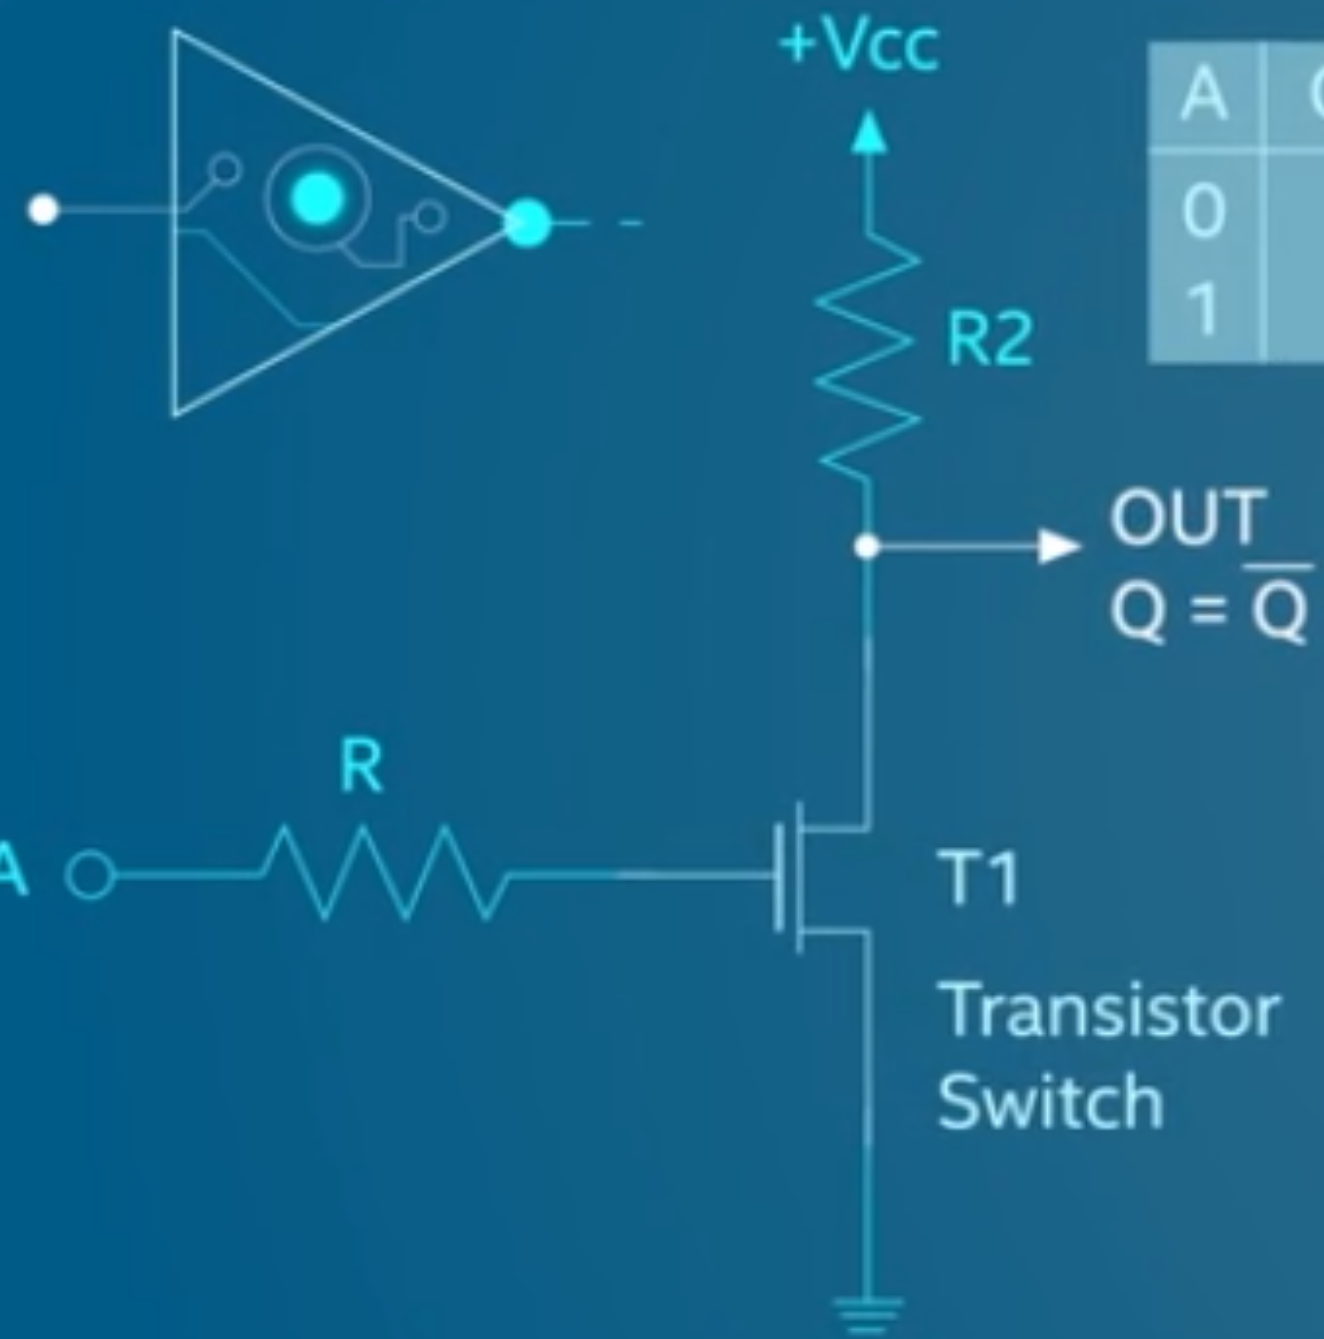 +Vcc
A
0
1
R2
OUT
Q = Q̅
R
A
T1
Transistor
Switch